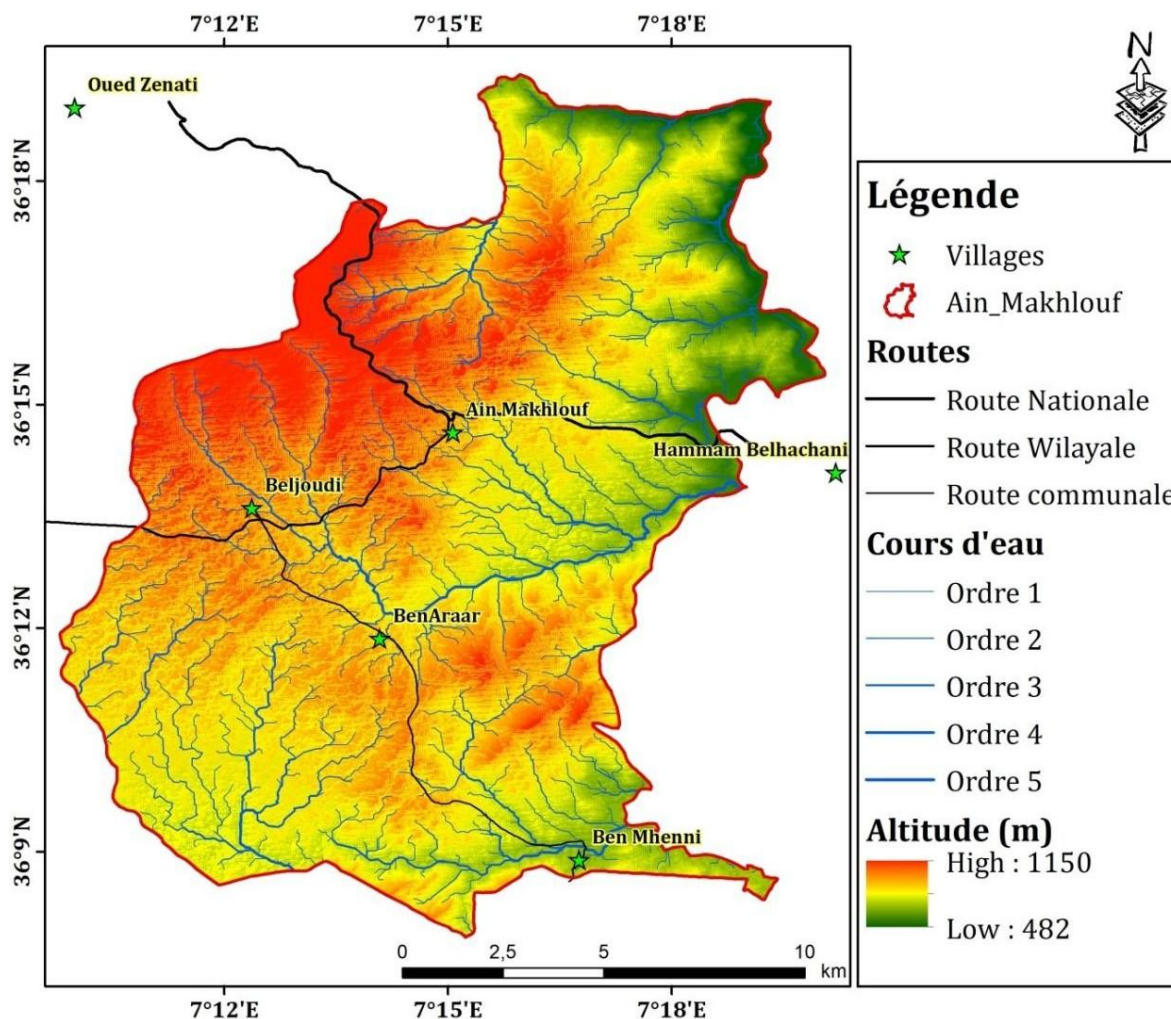 7°12'E
7°15'E
7°18'E
N
Oued Zenati
36°18'N
36°15'N
36°12'N
36°9'N
Ain Makhlouf
Hammam Belhachani
Beljoudi
BenAraar
Ben Mhenni
0
2,5
5
10
km
7°12'E
7°15'E
7°18'E
Légende
Villages
Ain_Makhlouf
Routes
Route Nationale
Route Wilayale
Route communale
Cours d'eau
Ordre 1
Ordre 2
Ordre 3
Ordre 4
Ordre 5
Altitude (m)
High : 1150
Low : 482